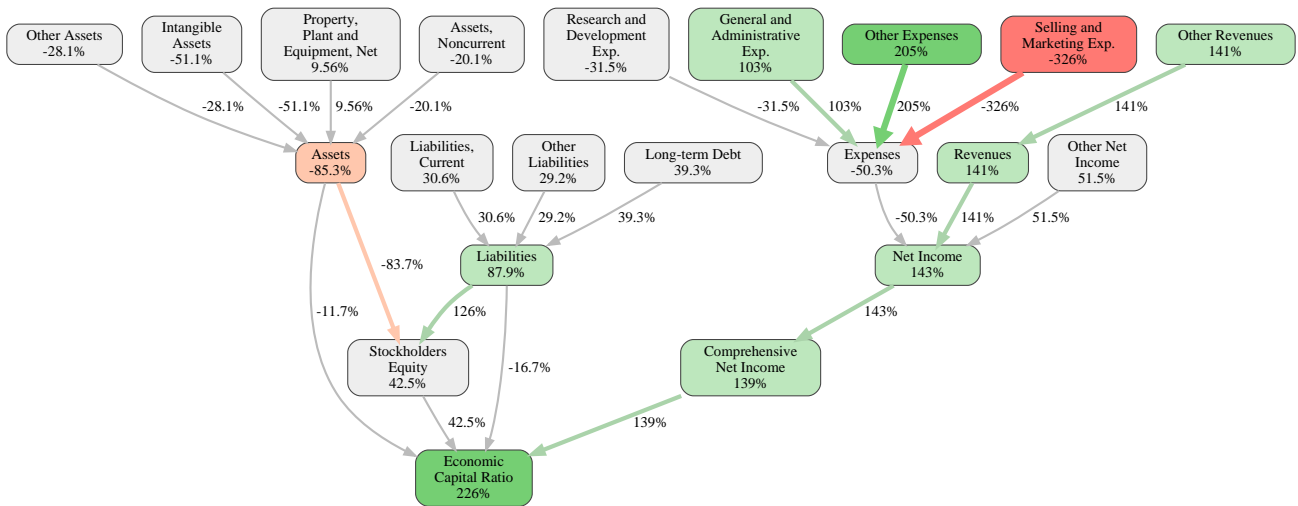 Other Assets
-28.1%
Intangible
Assets
-51.1%
Property,
Plant and
Equipment, Net
9.56%
Assets,
Noncurrent
-20.1%
Research and
Development
Exp.
-31.5%
General and
Administrative
Exp.
103%
Other Expenses
205%
Selling and
Marketing Exp.
-326%
Other Revenues
141%
-28.1%
-51.1%
9.56%
-20.1%
-31.5%
103%
205%
-326%
141%
Assets
-85.3%
Liabilities,
Current
30.6%
Other
Liabilities
29.2%
Long-term Debt
39.3%
Expenses
-50.3%
Revenues
141%
Other Net
Income
51.5%
30.6%
29.2%
39.3%
-50.3%
141%
51.5%
-83.7%
Liabilities
87.9%
Net Income
143%
-11.7%
126%
143%
Stockholders
Equity
42.5%
-16.7%
Comprehensive
Net Income
139%
42.5%
139%
Economic
Capital Ratio
226%